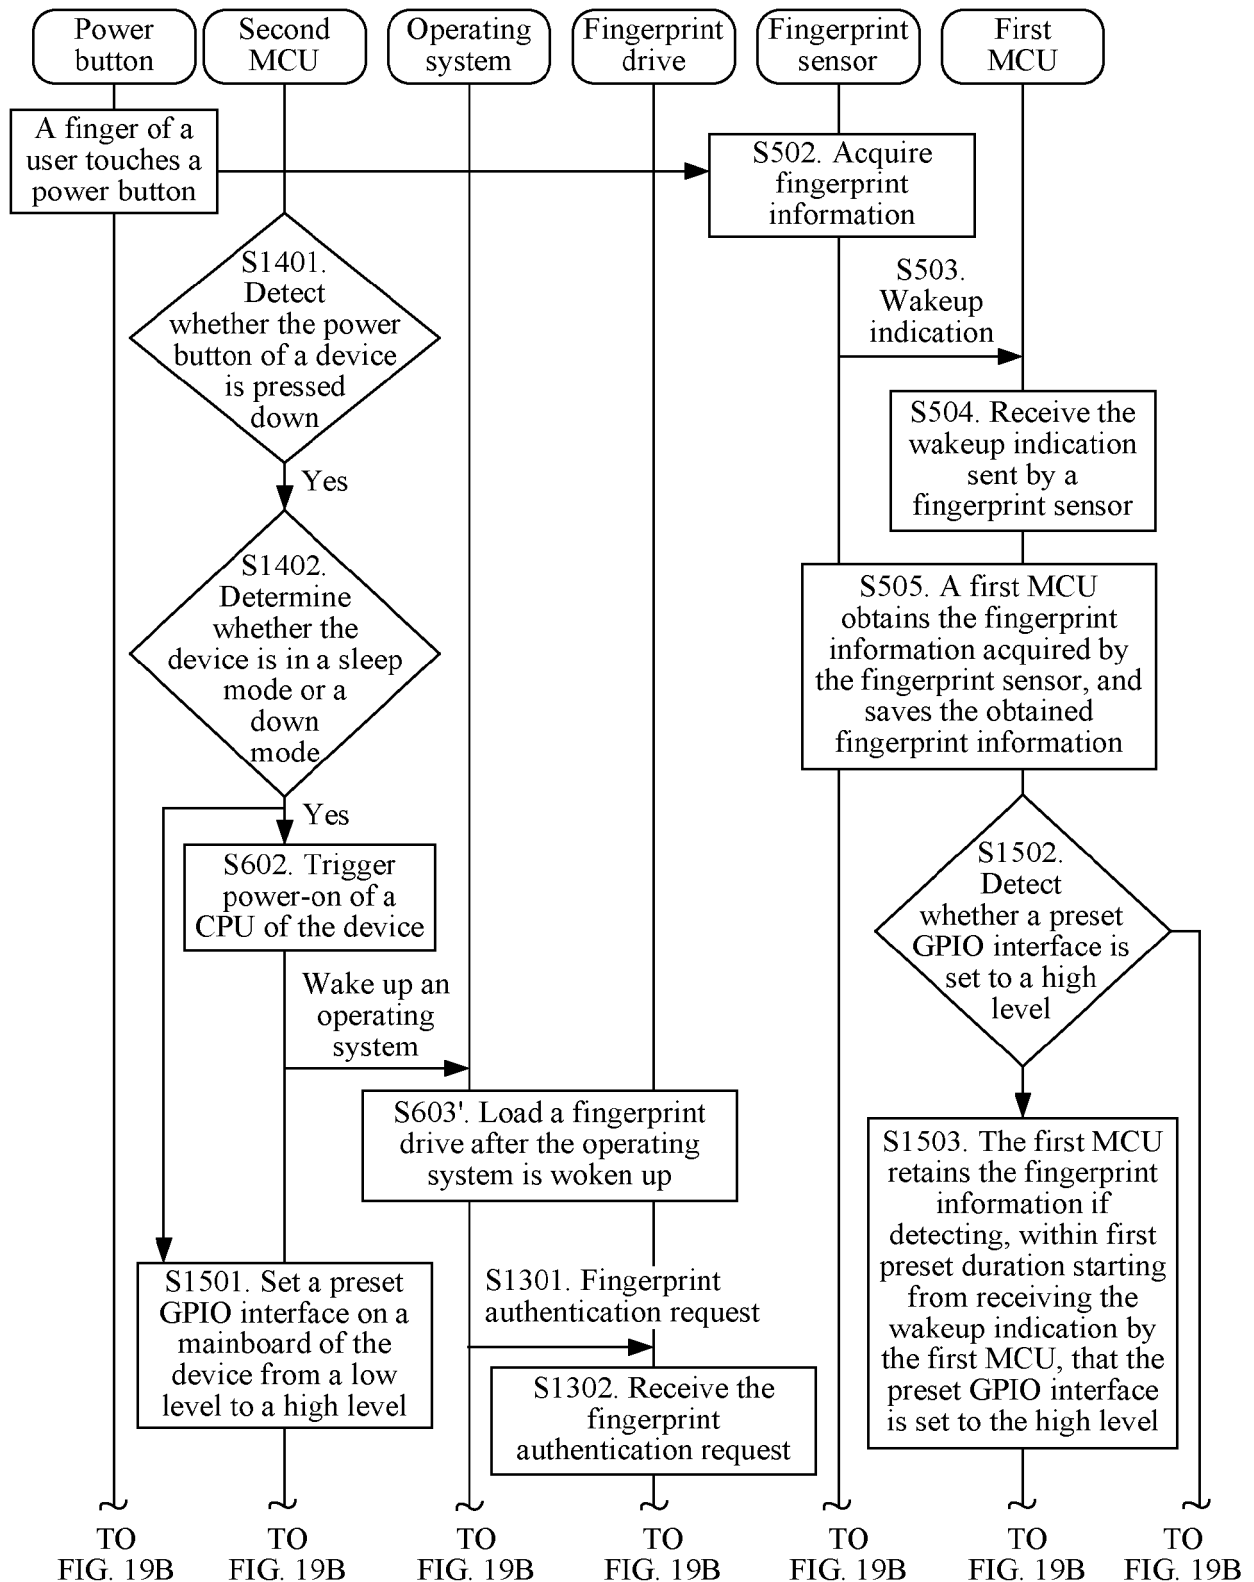 Power
button
Second
MCU
Operating
system
Fingerprint
drive
Fingerprint
sensor
First
MCU
A finger of a
user touches a
power button
S502. Acquire
fingerprint
information
S1401.
Detect
whether the power
button of a device
is pressed
down
S503.
Wakeup
indication
Yes
S504. Receive the
wakeup indication
sent by a
fingerprint sensor
S1402.
Determine
whether the
device is in a sleep
mode or a
down
mode
S505. A first MCU
obtains the fingerprint
information acquired by
the fingerprint sensor, and
saves the obtained
fingerprint information
Yes
S602. Trigger
power-on of a
CPU of the device
S1502.
Detect
whether a preset
GPIO interface is
set to a high
level
Wake up an
operating
system
S603'. Load a fingerprint
drive after the operating
system is woken up
S1503. The first MCU
retains the fingerprint
information if
detecting, within first
preset duration starting
from receiving the
wakeup indication by
the first MCU, that the
preset GPIO interface
is set to the high level
S1501. Set a preset
GPIO interface on a
mainboard of the
device from a low
level to a high level
S1301. Fingerprint
authentication request
S1302. Receive the
fingerprint
authentication request
TO
FIG. 19B
TO
FIG. 19B
TO
FIG. 19B
TO
FIG. 19B
TO
FIG. 19B
TO
FIG. 19B
TO
FIG. 19B